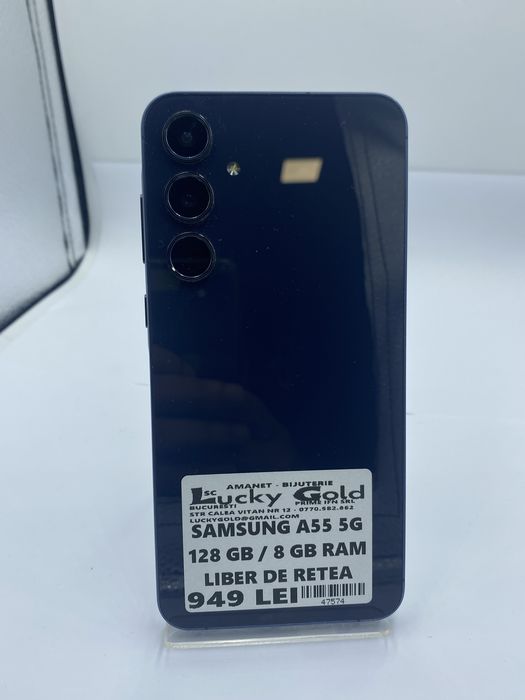 AMANET - BIJUTERIE
SC Lucky Gold
PRIME IFN SRL
BUCURESTI
STR CALEA VITAN NR 12 - 0770.582.862
LUCKYGOLD@GMAIL.COM
SAMSUNG A55 5G
128 GB / 8 GB RAM
LIBER DE RETEA
949 LEI
47574